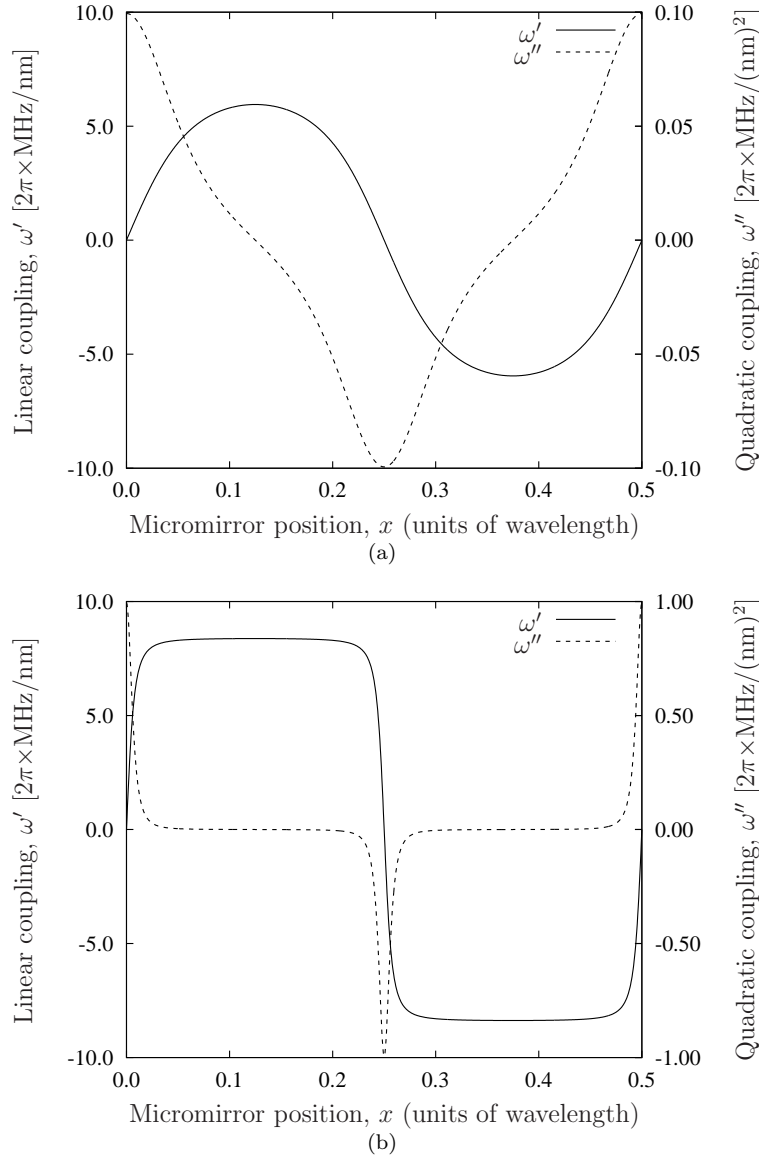 10.0
5.0
0.0
-5.0
-10.0
Linear coupling, ω′ [2π×MHz/nm]
ω′
ω″
0.10
0.05
0.00
-0.05
-0.10
Quadratic coupling, ω″ [2π×MHz/(nm)²]
0.0 0.1 0.2 0.3 0.4 0.5
Micromirror position, x (units of wavelength)
(a)
10.0
5.0
0.0
-5.0
-10.0
Linear coupling, ω′ [2π×MHz/nm]
ω′
ω″
1.00
0.50
0.00
-0.50
-1.00
Quadratic coupling, ω″ [2π×MHz/(nm)²]
0.0 0.1 0.2 0.3 0.4 0.5
Micromirror position, x (units of wavelength)
(b)